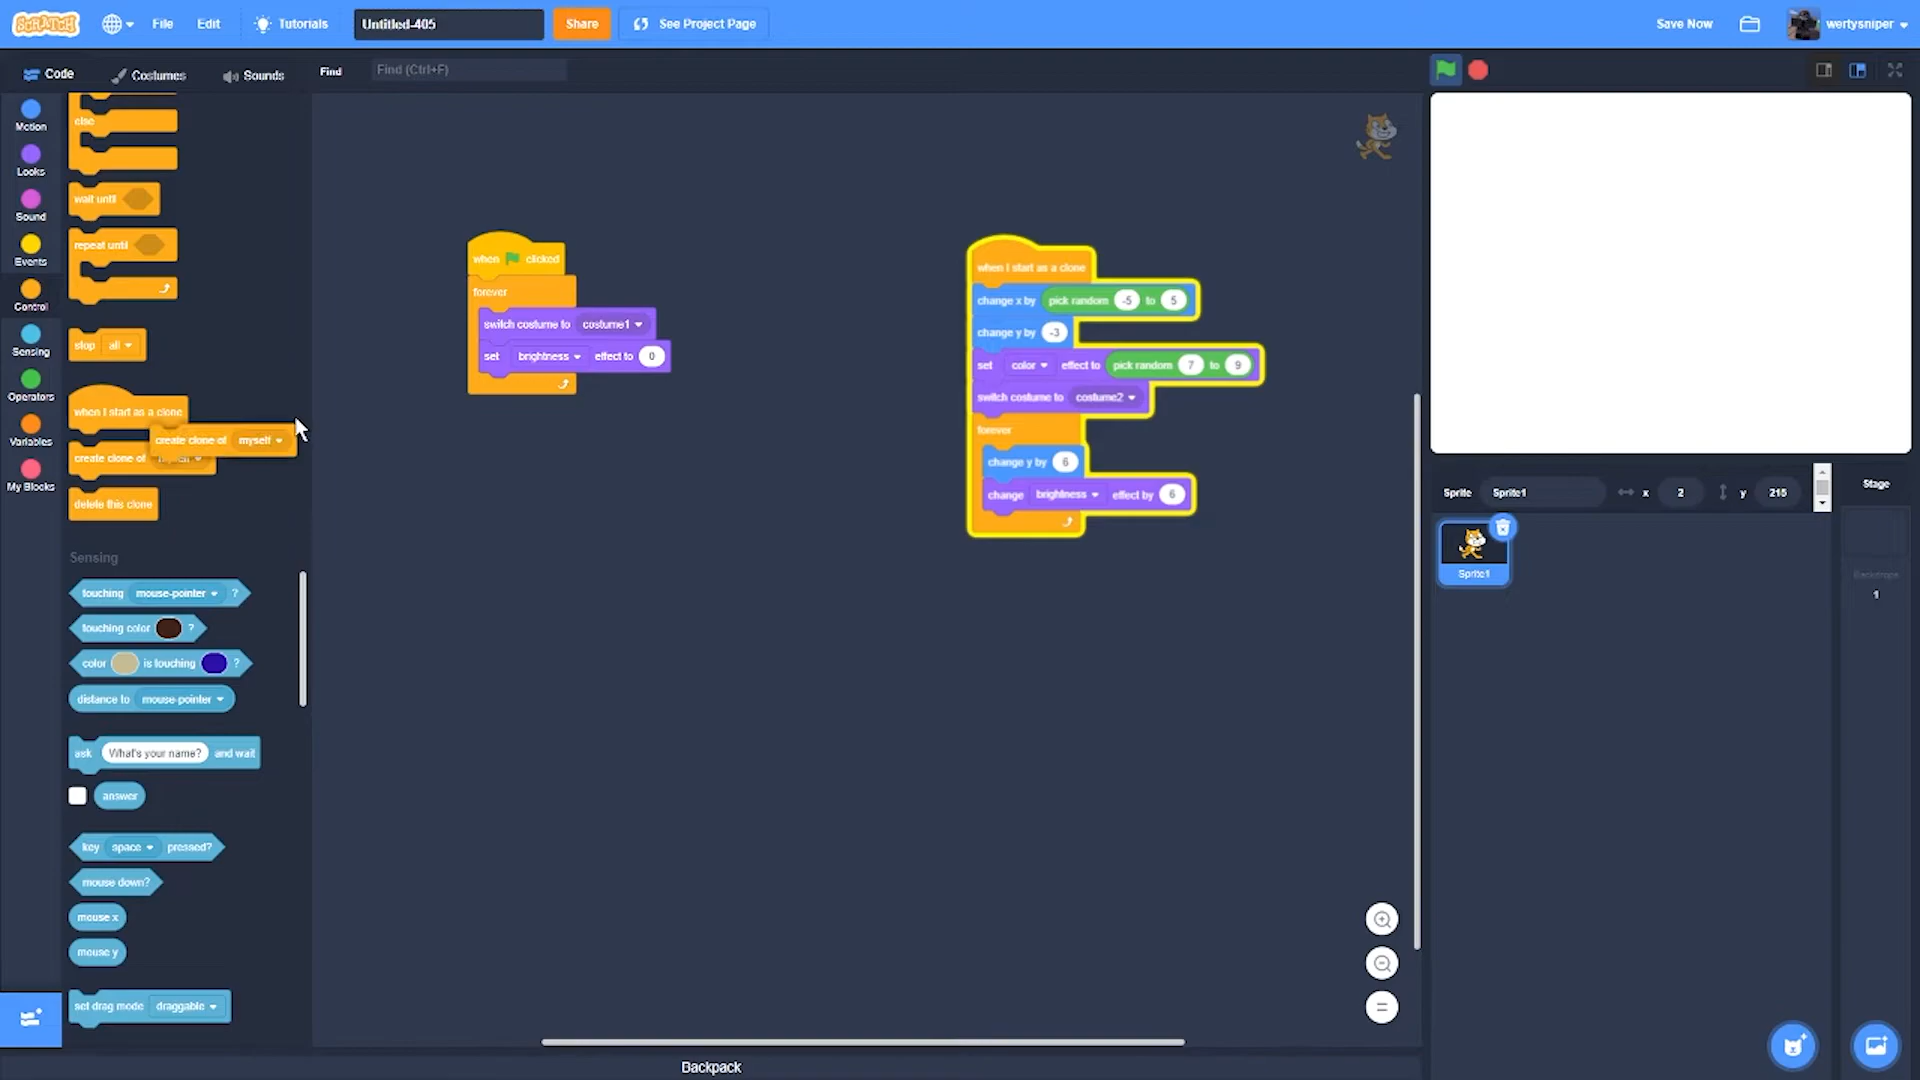 SCRATCH
File
Edit
Tutorials
Untitled-405
Share
See Project Page
Save Now
wertysniper
Code
Costumes
Sounds
Find
Find (Ctrl+F)
Motion
Looks
Sound
Events
Control
Sensing
Operators
Variables
My Blocks
else
wait until
repeat until
stop all
when I start as a clone
create clone of myself
create clone of
delete this clone
Sensing
touching mouse-pointer ?
touching color ?
color is touching ?
distance to mouse-pointer
ask What's your name? and wait
answer
key space pressed?
mouse down?
mouse x
mouse y
set drag mode draggable
when clicked
forever
switch costume to costume1
set brightness effect to 0
when I start as a clone
change x by pick random -5 to 5
change y by -3
set color effect to pick random 7 to 9
switch costume to costume2
forever
change y by 6
change brightness effect by 6
Backpack
Sprite Sprite1 x 2 y 215
Sprite1
Stage
Backdrops
1